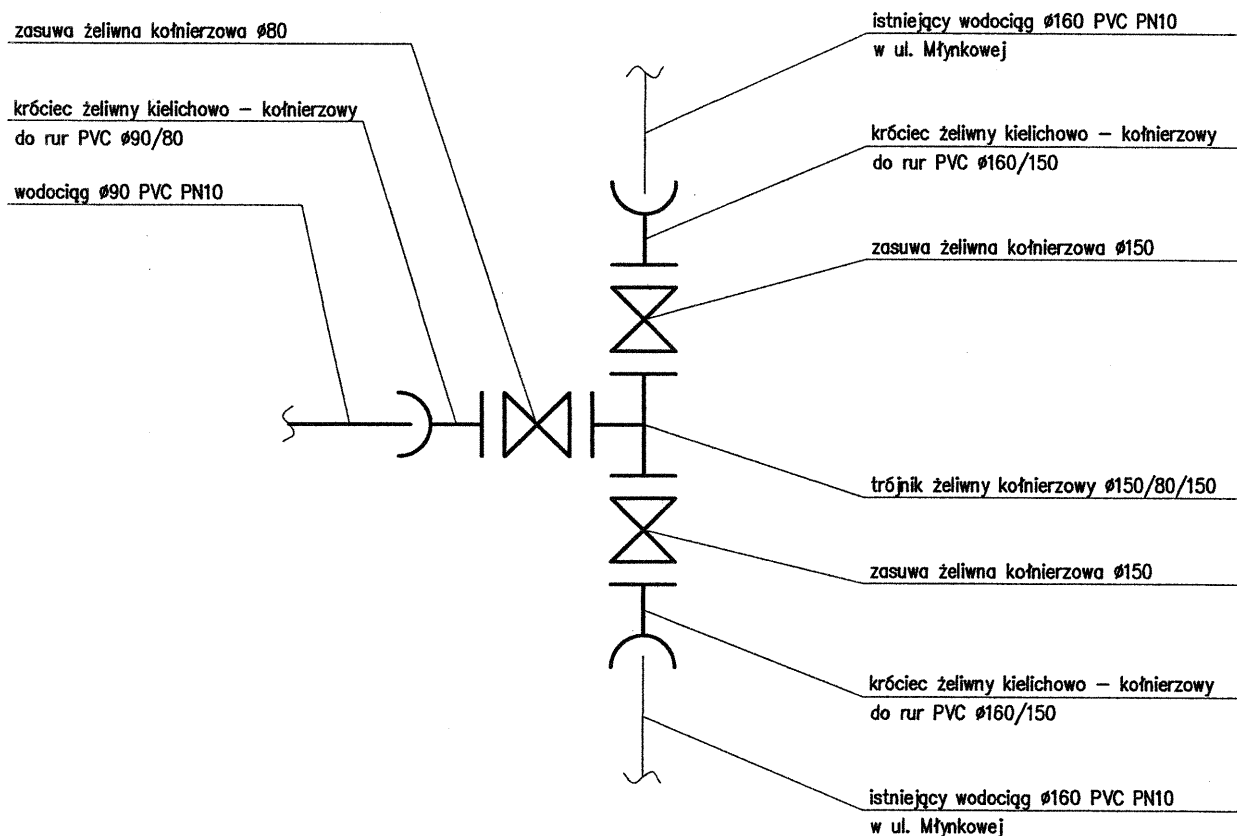 zasuwa żeliwna kołnierzowa ø80
króciec żeliwny kielichowo – kołnierzowy
do rur PVC ø90/80
wodociąg ø90 PVC PN10
istniejący wodociąg ø160 PVC PN10
w ul. Młynkowej
króciec żeliwny kielichowo – kołnierzowy
do rur PVC ø160/150
zasuwa żeliwna kołnierzowa ø150
trójnik żeliwny kołnierzowy ø150/80/150
zasuwa żeliwna kołnierzowa ø150
króciec żeliwny kielichowo – kołnierzowy
do rur PVC ø160/150
istniejący wodociąg ø160 PVC PN10
w ul. Młynkowej